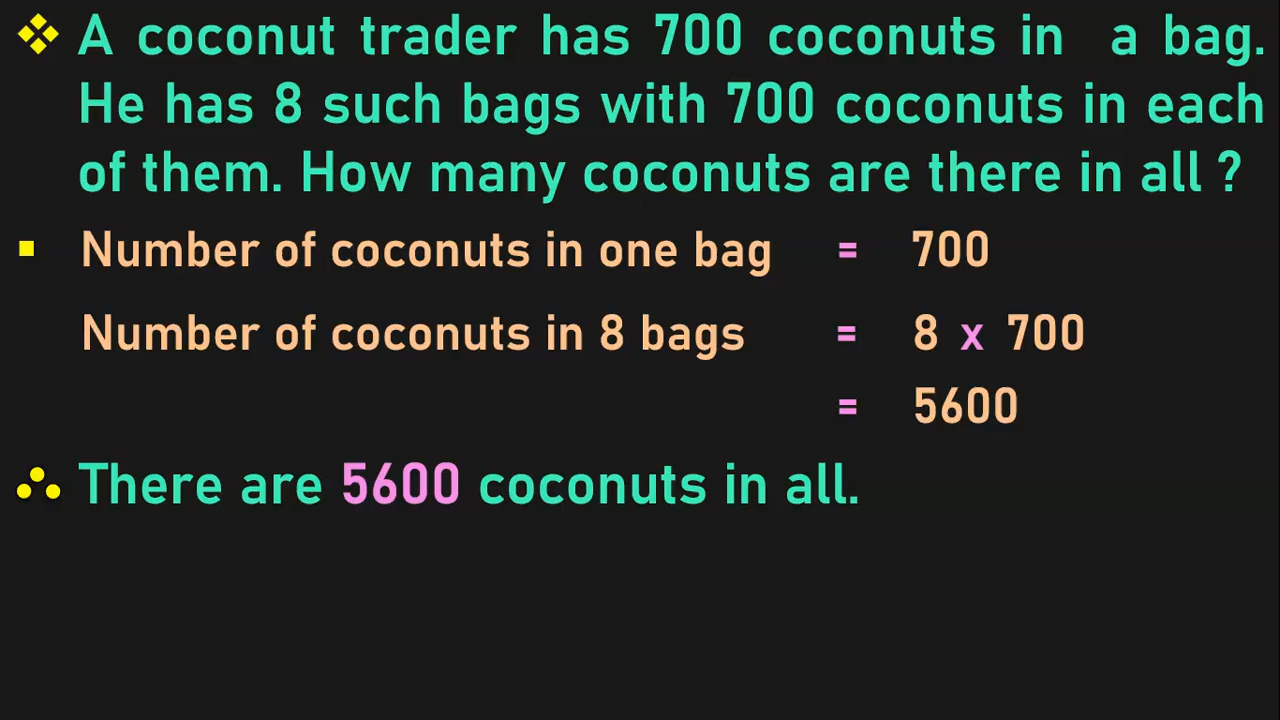 ❖ A coconut trader has 700 coconuts in a bag.
He has 8 such bags with 700 coconuts in each
of them. How many coconuts are there in all ?
▪ Number of coconuts in one bag = 700
Number of coconuts in 8 bags = 8 x 700
= 5600
∴ There are 5600 coconuts in all.